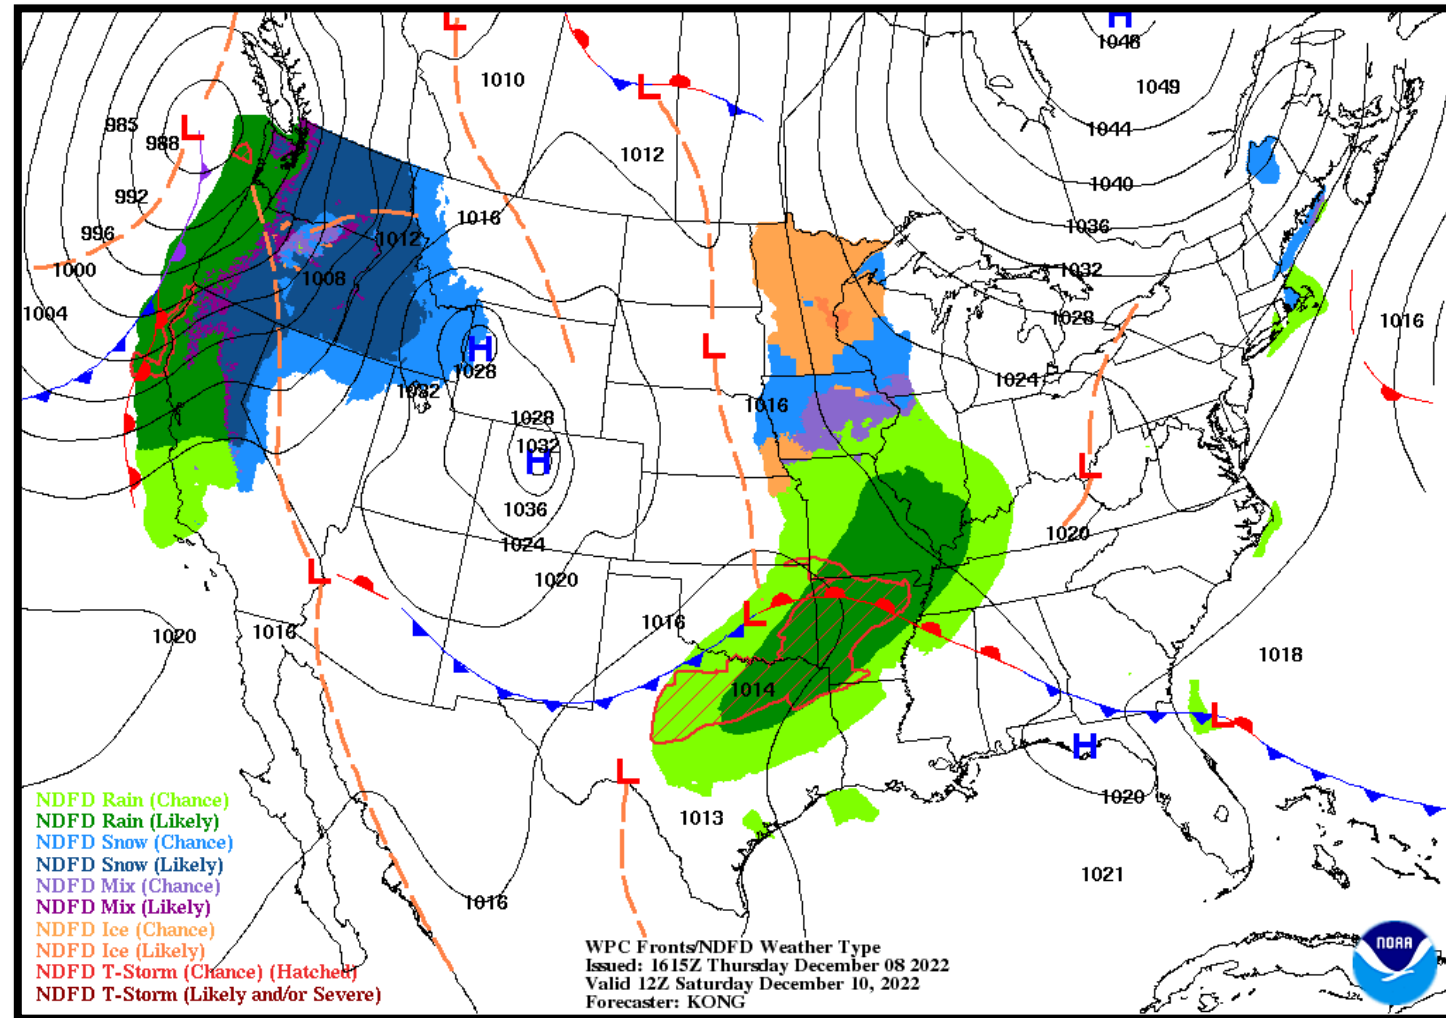 L
H
1048
1010
L
1049
985
L
988
1044
1012
1040
992
1016
1036
996
1012
1032
1000
1008
1004
1028
1016
L
H
1028
1024
1032
1016
1028
1032
H
L
1036
1020
1024
L
1020
L
1020
1016
1016
1018
1014
L
H
L
1020
1013
1021
1016
NDFD Rain (Chance)
NDFD Rain (Likely)
NDFD Snow (Chance)
NDFD Snow (Likely)
NDFD Mix (Chance)
NDFD Mix (Likely)
NDFD Ice (Chance)
NDFD Ice (Likely)
NDFD T-Storm (Chance) (Hatched)
NDFD T-Storm (Likely and/or Severe)
WPC Fronts/NDFD Weather Type
Issued: 1615Z Thursday December 08 2022
Valid 12Z Saturday December 10, 2022
Forecaster: KONG
NOAA